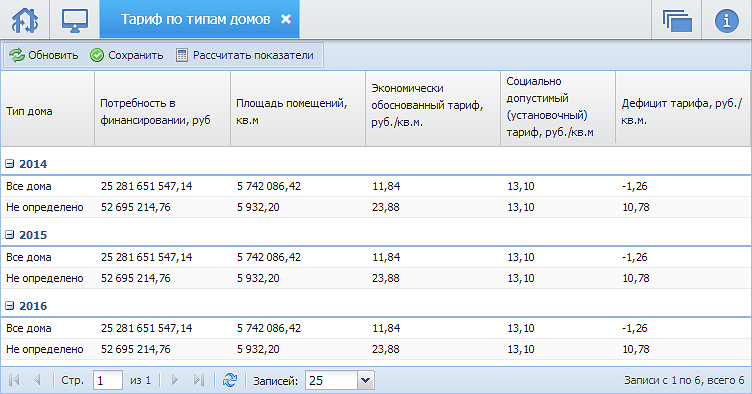 Тариф по типам домов
Обновить Сохранить Рассчитать показатели
Тип дома
Потребность в
финансировании, руб
Площадь помещений,
кв.м
Экономически
обоснованный тариф,
руб./кв.м.
Социально
допустимый
(установочный)
тариф, руб./кв.м
Дефицит тарифа, руб./
кв.м.
2014
Все дома 25 281 651 547,14 5 742 086,42 11,84 13,10 -1,26
Не определено 52 695 214,76 5 932,20 23,88 13,10 10,78
2015
Все дома 25 281 651 547,14 5 742 086,42 11,84 13,10 -1,26
Не определено 52 695 214,76 5 932,20 23,88 13,10 10,78
2016
Все дома 25 281 651 547,14 5 742 086,42 11,84 13,10 -1,26
Не определено 52 695 214,76 5 932,20 23,88 13,10 10,78
Стр. 1 из 1 Записей: 25 Записи с 1 по 6, всего 6